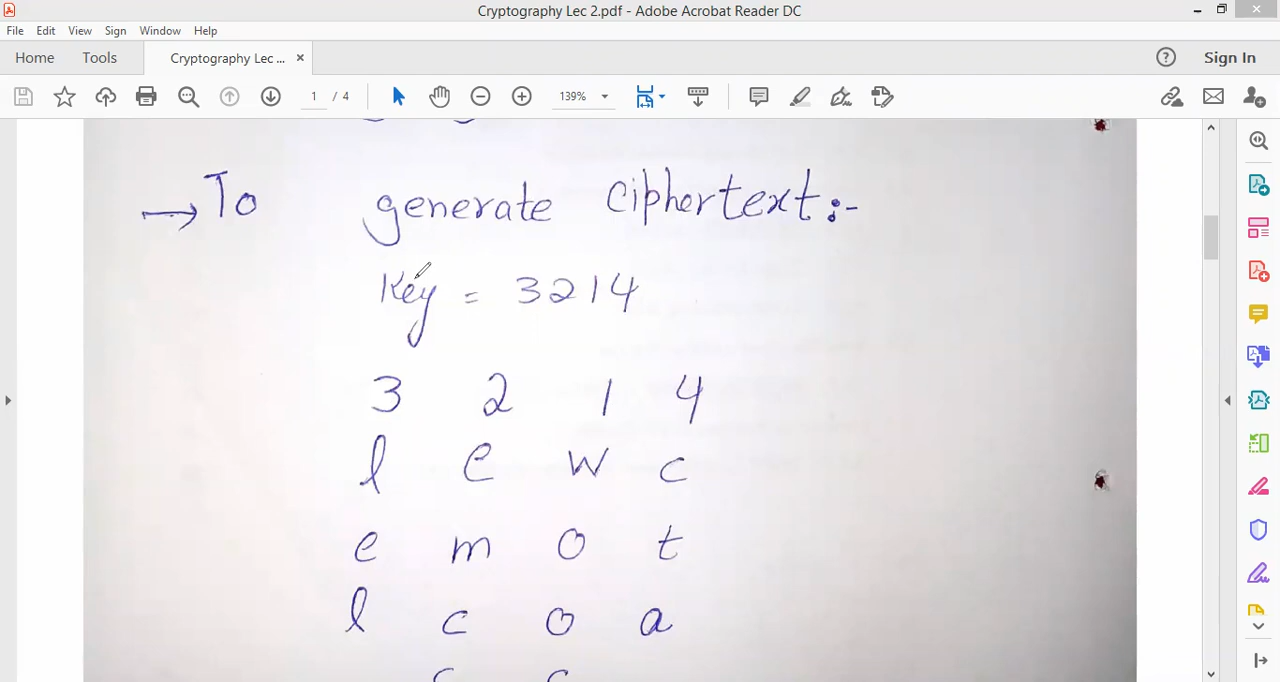 Cryptography Lec 2.pdf - Adobe Acrobat Reader DC
File Edit View Sign Window Help
Home Tools Cryptography Lec ... ×
Sign In
1 / 4 139%
→ To generate ciphertext:-
Key = 3214
3 2 1 4
l e w c
e m o t
l c o a